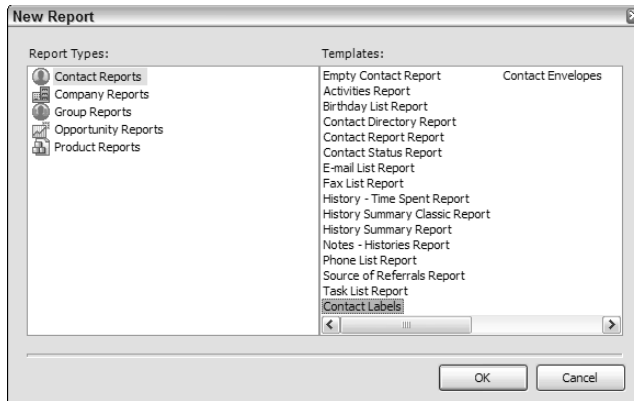 New Report
Report Types:
Contact Reports
Company Reports
Group Reports
Opportunity Reports
Product Reports
Templates:
Empty Contact Report
Activities Report
Birthday List Report
Contact Directory Report
Contact Report Report
Contact Status Report
E-mail List Report
Fax List Report
History - Time Spent Report
History Summary Classic Report
History Summary Report
Notes - Histories Report
Phone List Report
Source of Referrals Report
Task List Report
Contact Labels
Contact Envelopes
OK
Cancel